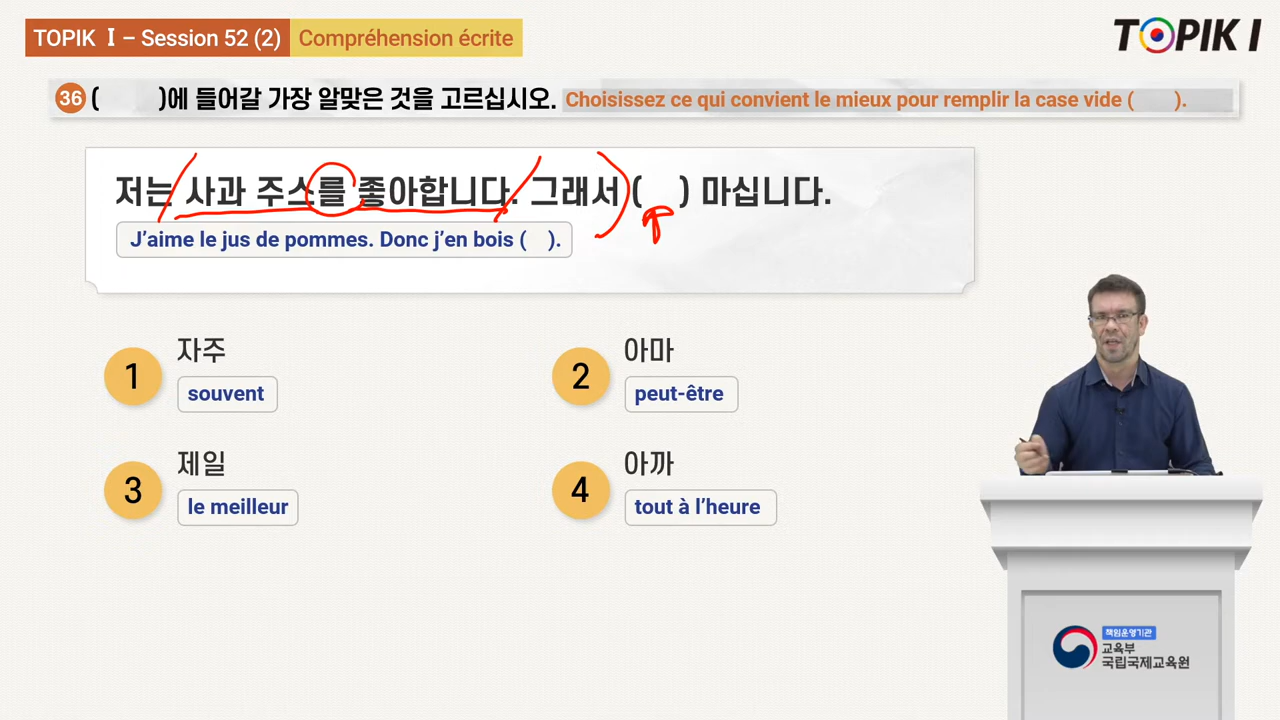 TOPIK Ⅰ – Session 52 (2) Compréhension écrite
TOPIK I
36 ( )에 들어갈 가장 알맞은 것을 고르십시오. Choisissez ce qui convient le mieux pour remplir la case vide ( ).
저는 사과 주스를 좋아합니다. 그래서 ( ) 마십니다.
J’aime le jus de pommes. Donc j’en bois ( ).
1 자주
souvent
2 아마
peut-être
3 제일
le meilleur
4 아까
tout à l’heure
책임운영기관
교육부
국립국제교육원